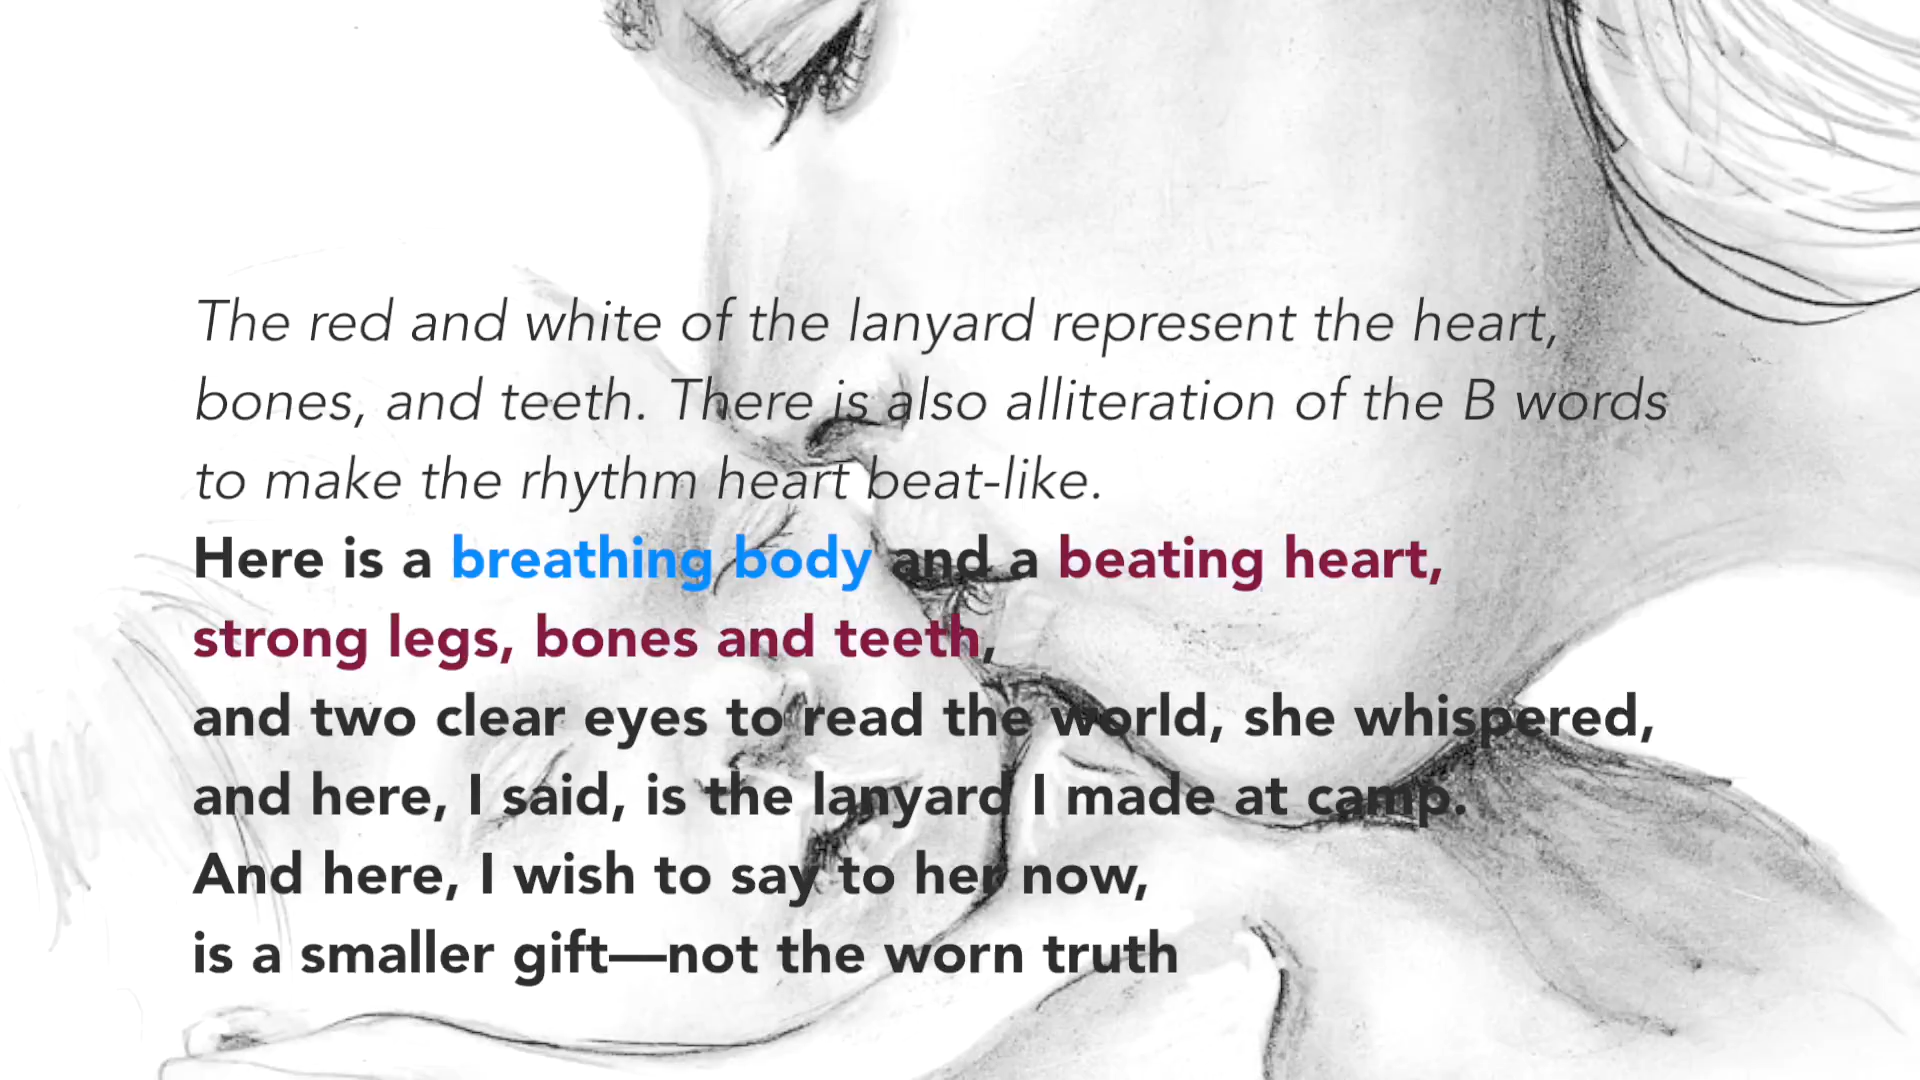 The red and white of the lanyard represent the heart,
bones, and teeth. There is also alliteration of the B words
to make the rhythm heart beat-like.
Here is a breathing body and a beating heart,
strong legs, bones and teeth,
and two clear eyes to read the world, she whispered,
and here, I said, is the lanyard I made at camp.
And here, I wish to say to her now,
is a smaller gift—not the worn truth